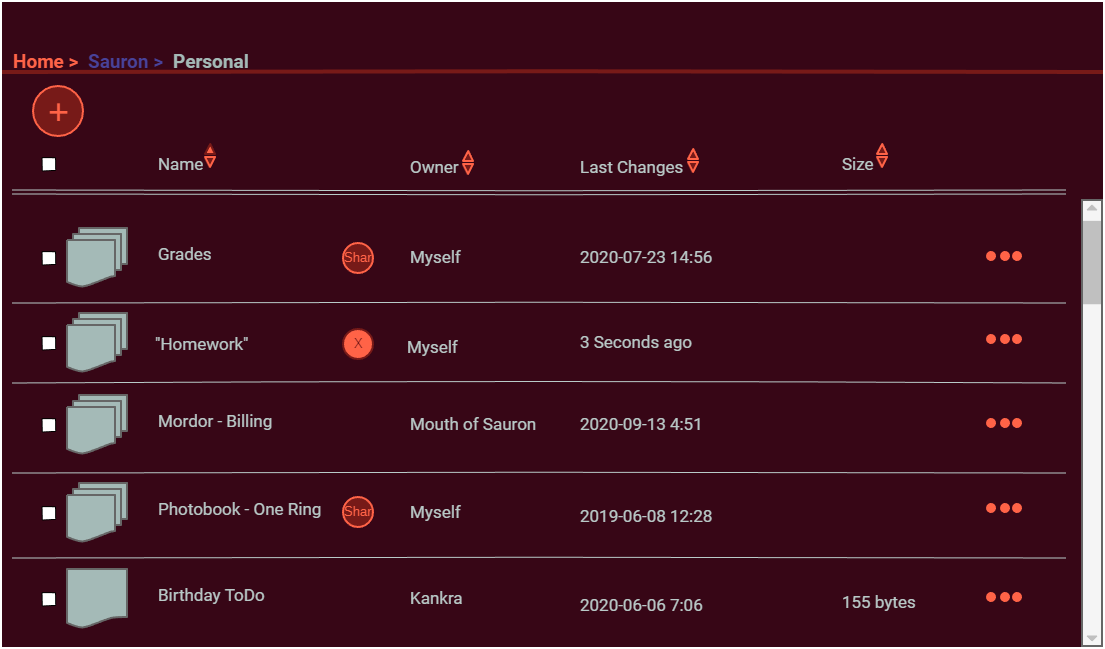 Home > Sauron > Personal
+
Name Owner Last Changes Size
Grades Shar Myself 2020-07-23 14:56
"Homework" X Myself 3 Seconds ago
Mordor - Billing Mouth of Sauron 2020-09-13 4:51
Photobook - One Ring Shar Myself 2019-06-08 12:28
Birthday ToDo Kankra 2020-06-06 7:06 155 bytes